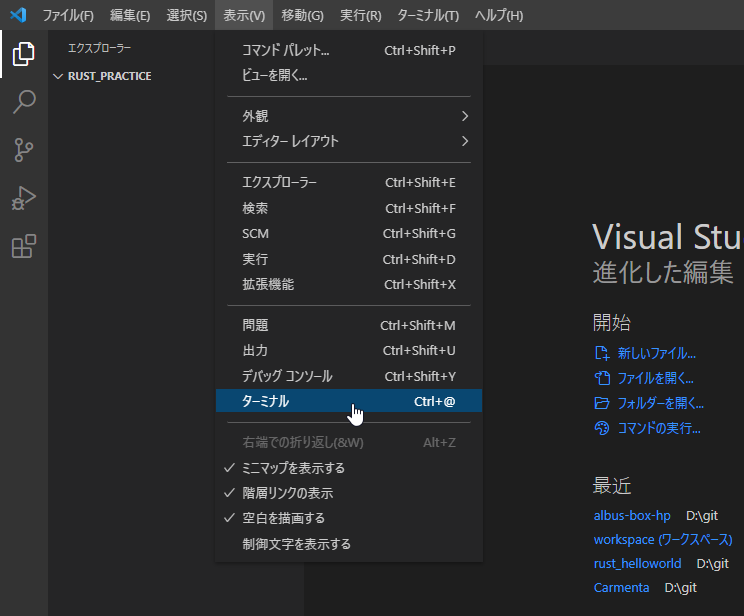 ファイル(F) 編集(E) 選択(S) 表示(V) 移動(G) 実行(R) ターミナル(T) ヘルプ(H)
エクスプローラー
RUST_PRACTICE
コマンド パレット... Ctrl+Shift+P
ビューを開く...
外観
エディター レイアウト
エクスプローラー Ctrl+Shift+E
検索 Ctrl+Shift+F
SCM Ctrl+Shift+G
実行 Ctrl+Shift+D
拡張機能 Ctrl+Shift+X
問題 Ctrl+Shift+M
出力 Ctrl+Shift+U
デバッグ コンソール Ctrl+Shift+Y
ターミナル Ctrl+@
右端での折り返し(&W) Alt+Z
ミニマップを表示する
階層リンクの表示
空白を描画する
制御文字を表示する
Visual Stu
進化した編集
開始
新しいファイル...
ファイルを開く...
フォルダーを開く...
コマンドの実行...
最近
albus-box-hp D:\git
workspace (ワークスペース)
rust_helloworld D:\git
Carmenta D:\git